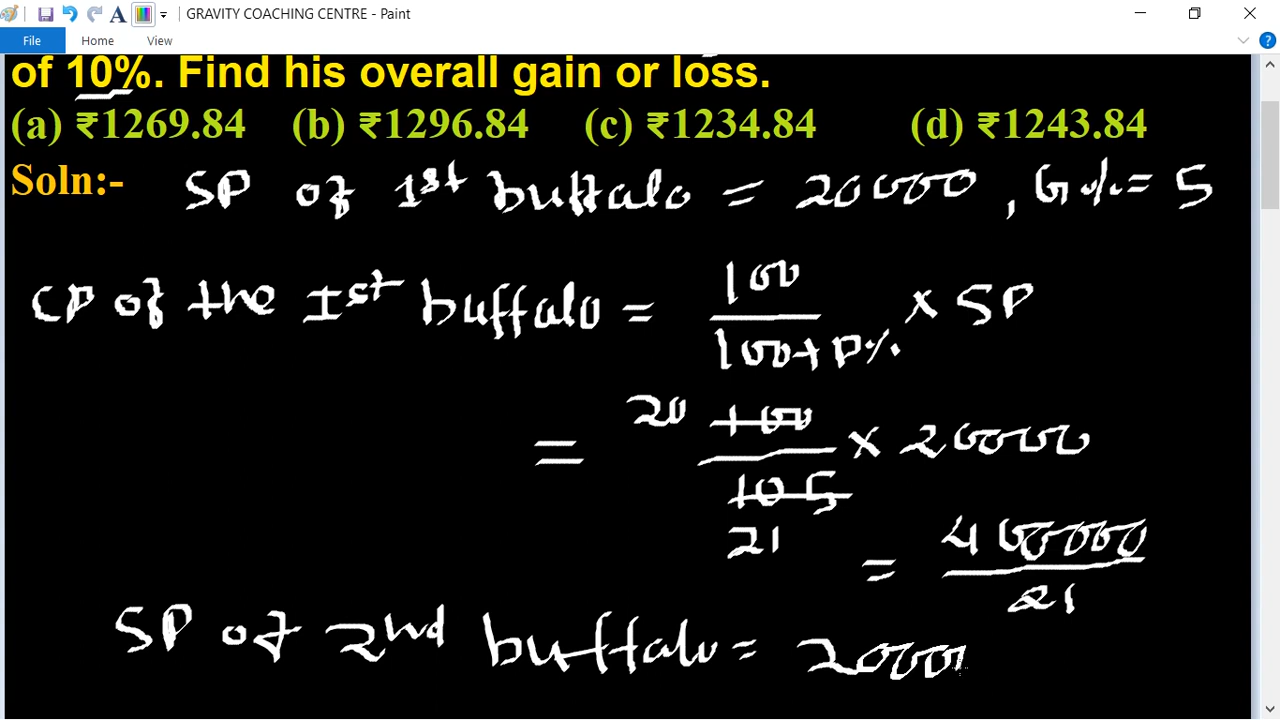 GRAVITY COACHING CENTRE - Paint
File Home View
of 10%. Find his overall gain or loss.
(a) ₹1269.84 (b) ₹1296.84 (c) ₹1234.84 (d) ₹1243.84
Soln:- SP of 1st buffalo = 20000, G%= 5
CP of the 1st buffalo = 100/100+P% × SP
= 20 100/105 21 × 20000
= 400000/21
SP of 2nd buffalo = 2000